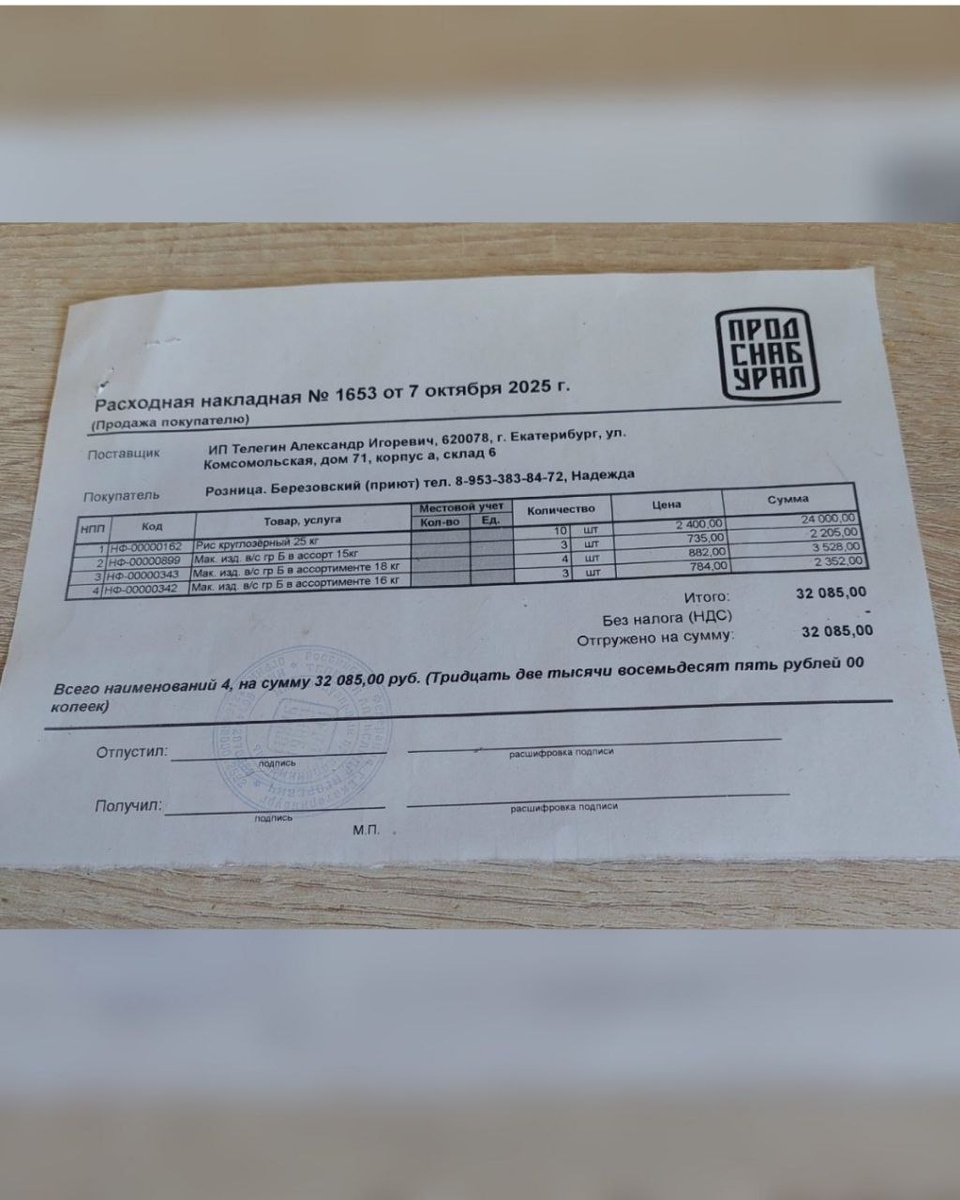 ПРОД
СНАБ
УРАЛ
Расходная накладная № 1653 от 7 октября 2025 г.
(Продажа покупателю)
Поставщик ИП Телегин Александр Игоревич, 620078, г. Екатерибург, ул.
Комсомольская, дом 71, корпус а, склад 6
Покупатель Розница. Березовский (приют) тел. 8-953-383-84-72, Надежда
НПП Код Товар, услуга Местовой учет Количество Цена Сумма
Кол-во Ед.
1 НФ-00000162 Рис круглозёрный 25 кг 10 шт 2 400,00 24 000,00
2 НФ-00000899 Мак. изд. в/с гр Б в ассорт 15кг 3 шт 735,00 2 205,00
3 НФ-00000343 Мак. изд. в/с гр Б в ассортименте 18 кг 4 шт 882,00 3 528,00
4 НФ-00000342 Мак. изд. в/с гр Б в ассортименте 16 кг 3 шт 784,00 2 352,00
Итого: 32 085,00
Без налога (НДС) -
Отгружено на сумму: 32 085,00
Всего наименований 4, на сумму 32 085,00 руб. (Тридцать две тысячи восемьдесят пять рублей 00
копеек)
Отпустил:
подпись расшифровка подписи
Получил:
подпись расшифровка подписи
М.П.